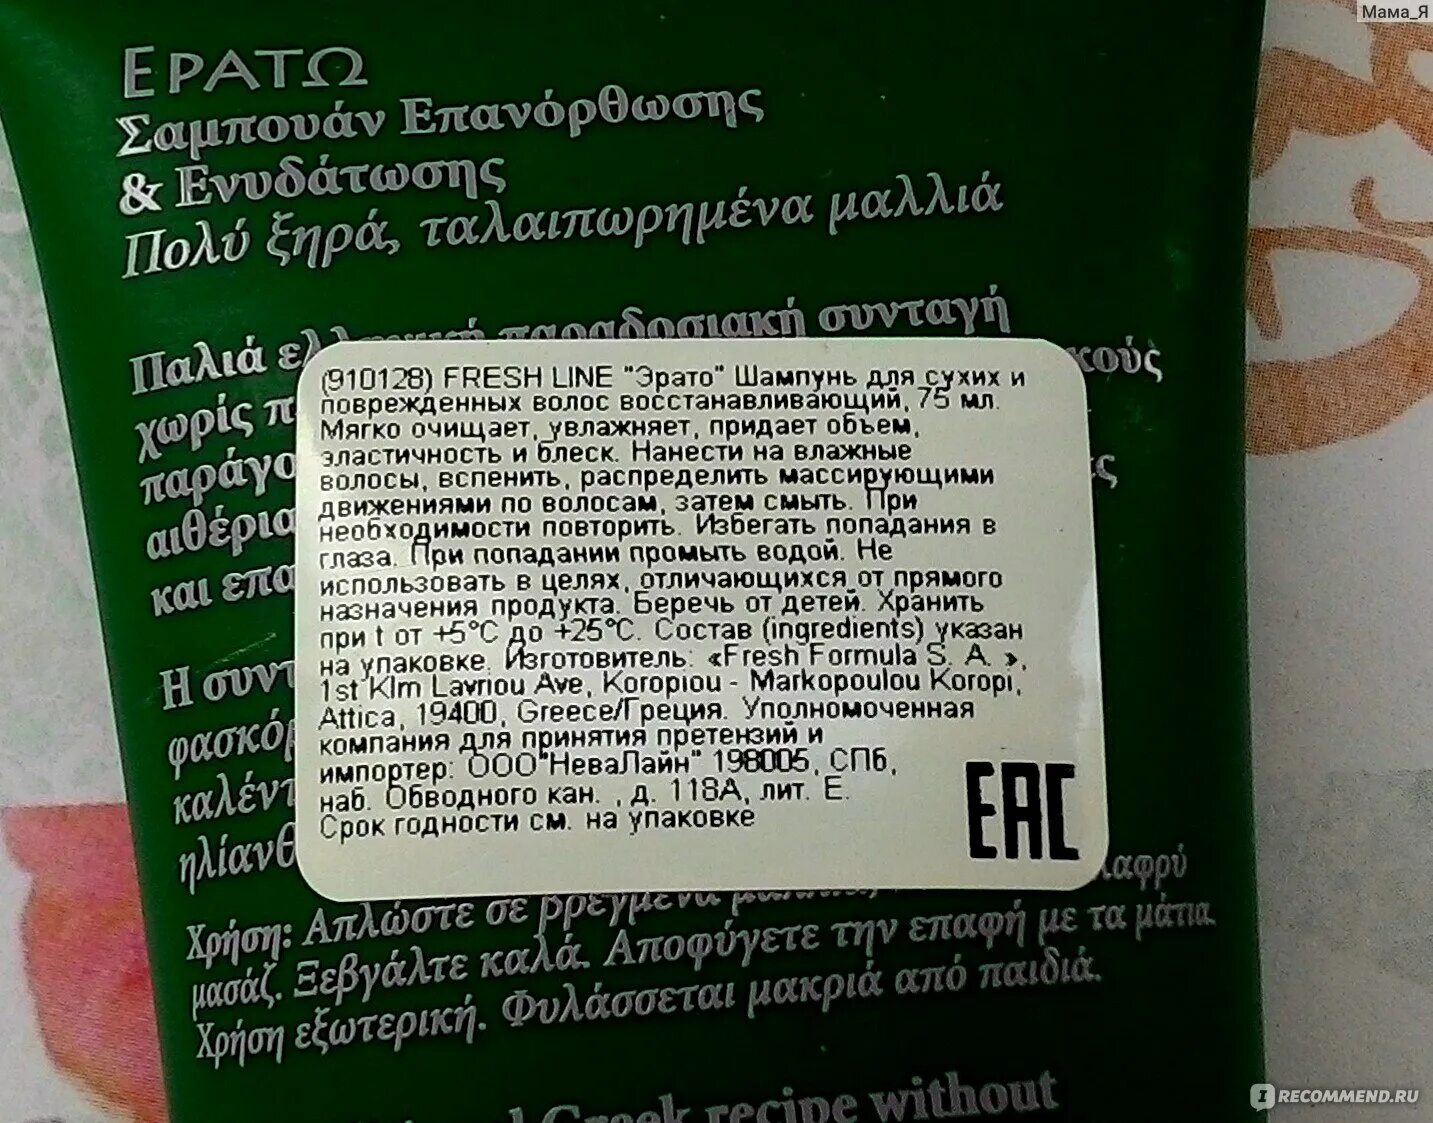 Мама_Я
Ερατώ
Σαμπουάν Επανόρθωσης
& Ενυδάτωσης
Πολύ ξηρά, ταλαιπωρημένα μαλλιά
Παλιά παραδοσιακή συνταγή
χωρίς
και
Η
(910128) FRESH LINE "Эрато" Шампунь для сухих и
поврежденных волос восстанавливающий, 75 мл.
Мягко очищает, увлажняет, придает объем,
эластичность и блеск. Нанести на влажные
волосы, вспенить, распределить массирующими
движениями по волосам, затем смыть. При
необходимости повторить. Избегать попадания в
глаза. При попадании промыть водой. Не
использовать в целях, отличающихся от прямого
назначения продукта. Беречь от детей. Хранить
при t от +5°C до +25°C. Состав (ingredients) указан
на упаковке. Изготовитель: «Fresh Formula S. A. »,
1st Klm Lavriou Ave, Koropiou - Markopoulou Koropi,
Attica, 19400, Greece/Греция. Уполномоченная
компания для принятия претензий и
импортер: ООО"НеваЛайн" 198005, СПб,
наб. Обводного кан. , д. 118А, лит. Е.
Срок годности см. на упаковке
EAC
Χρήση: Απλώστε σε βρεγμένα μαλλιά,
μασάζ. Ξεβγάλτε καλά. Αποφύγετε την επαφή με τα μάτια.
Χρήση εξωτερική. Φυλάσσεται μακριά από παιδιά.
Greek recipe without
IRECOMMEND.RU